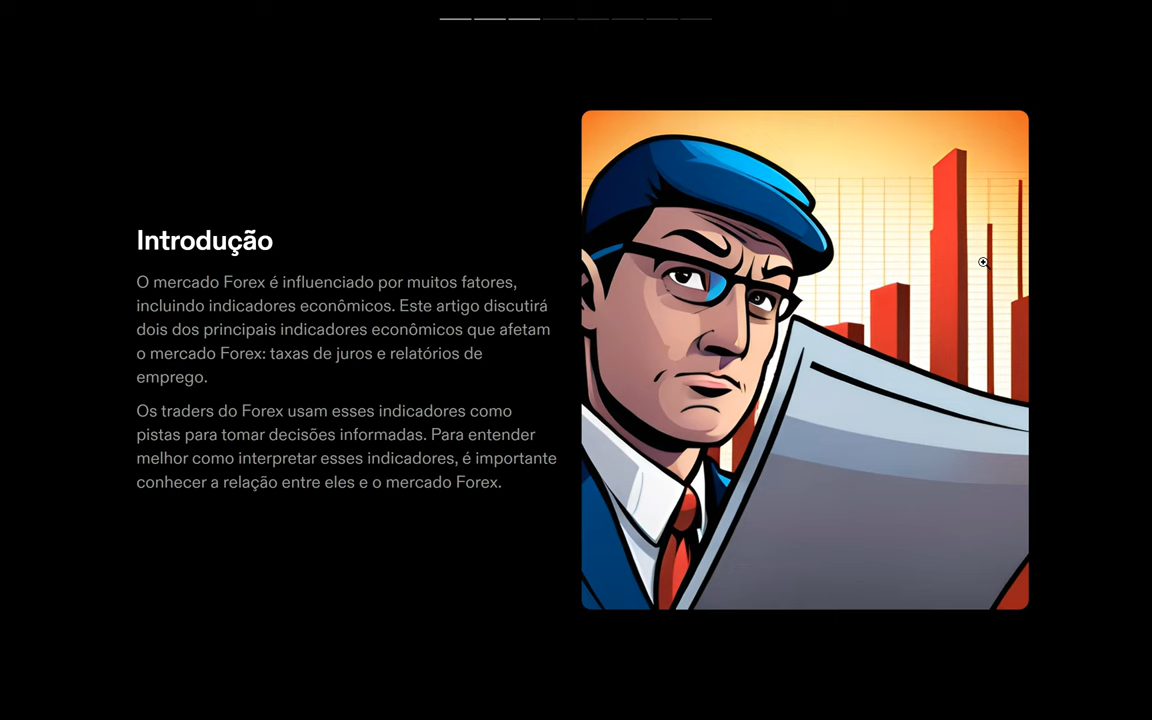 Introdução
O mercado Forex é influenciado por muitos fatores,
incluindo indicadores econômicos. Este artigo discutirá
dois dos principais indicadores econômicos que afetam
o mercado Forex: taxas de juros e relatórios de
emprego.
Os traders do Forex usam esses indicadores como
pistas para tomar decisões informadas. Para entender
melhor como interpretar esses indicadores, é importante
conhecer a relação entre eles e o mercado Forex.